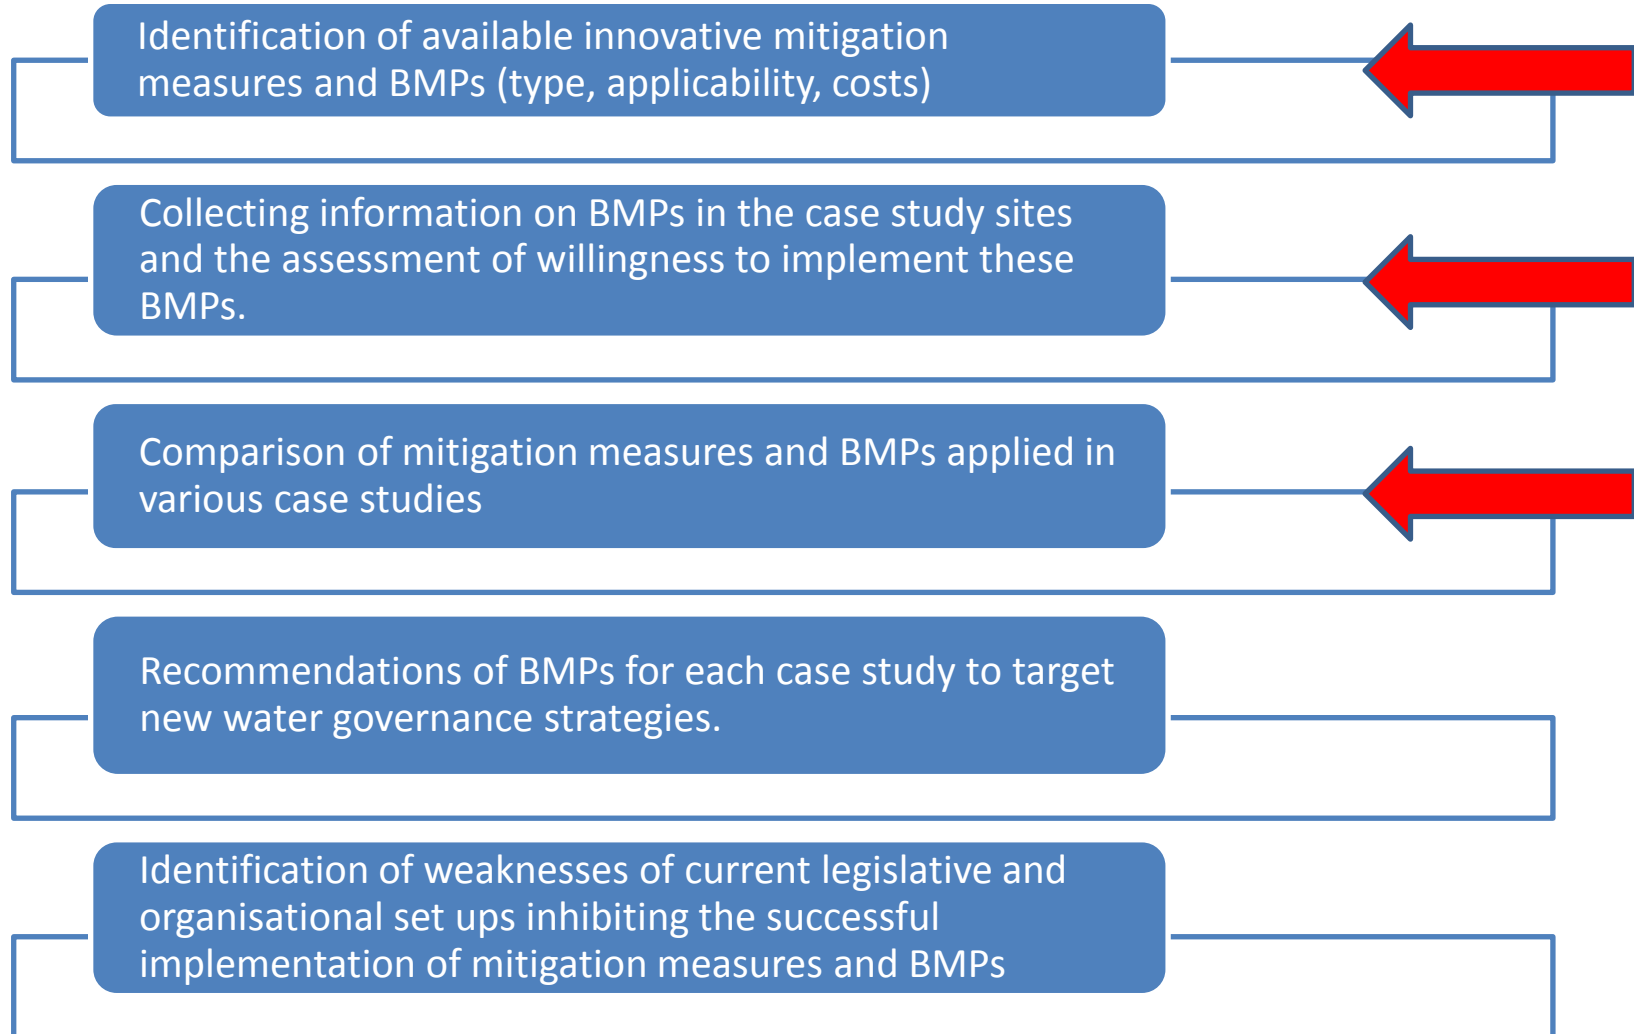 Identification of available innovative mitigation
measures and BMPs (type, applicability, costs)
Collecting information on BMPs in the case study sites
and the assessment of willingness to implement these
BMPs.
Comparison of mitigation measures and BMPs applied in
various case studies
Recommendations of BMPs for each case study to target
new water governance strategies.
Identification of weaknesses of current legislative and
organisational set ups inhibiting the successful
implementation of mitigation measures and BMPs